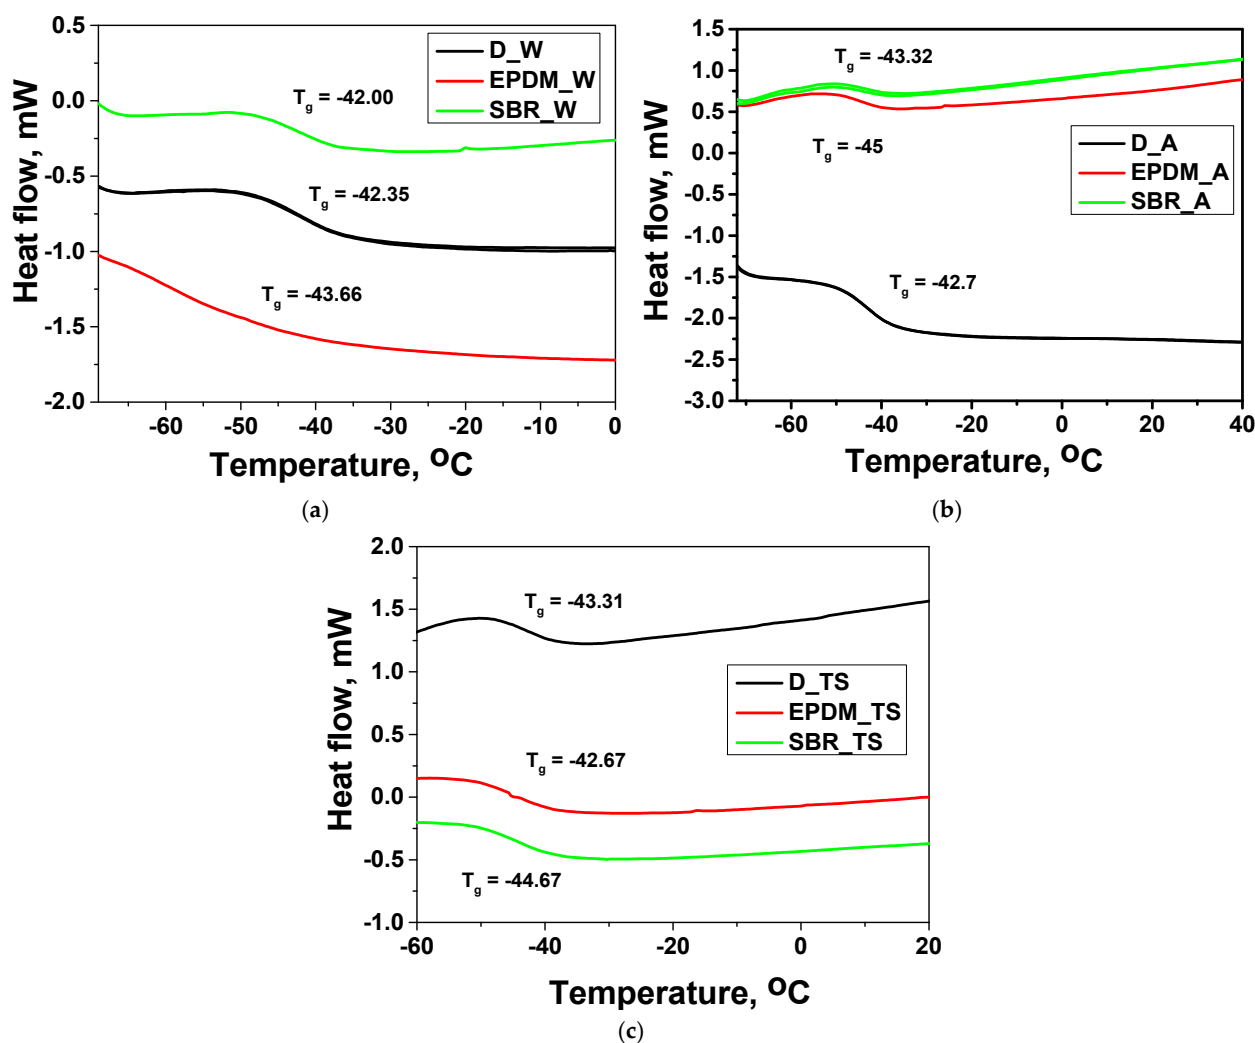 0.5
0.0
-0.5
-1.0
-1.5
-2.0
Heat flow, mW
D_W
EPDM_W
SBR_W
Tg = -42.00
Tg = -42.35
Tg = -43.66
-60 -50 -40 -30 -20 -10 0
Temperature, ºC
(a)
1.5
1.0
0.5
0.0
-0.5
-1.0
-1.5
-2.0
-2.5
-3.0
Heat flow, mW
Tg = -43.32
Tg = -45
D_A
EPDM_A
SBR_A
Tg = -42.7
-60 -40 -20 0 20 40
Temperature, ºC
(b)
2.0
1.5
1.0
0.5
0.0
-0.5
-1.0
Heat flow, mW
Tg = -43.31
D_TS
EPDM_TS
SBR_TS
Tg = -42.67
Tg = -44.67
-60 -40 -20 0 20
Temperature, ºC
(c)